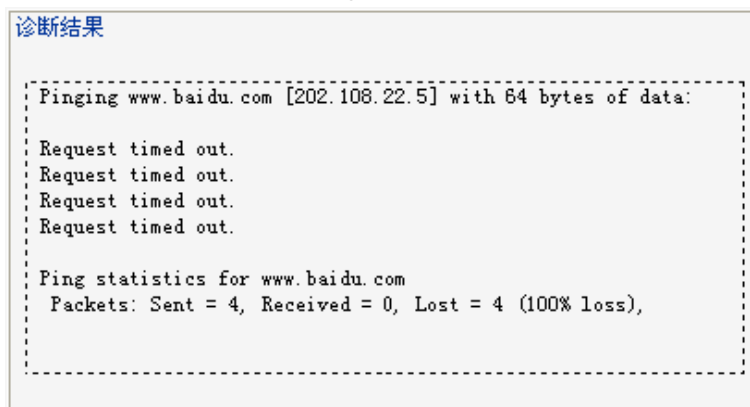 诊断结果
Pinging www.baidu.com [202.108.22.5] with 64 bytes of data:
Request timed out.
Request timed out.
Request timed out.
Request timed out.
Ping statistics for www.baidu.com
Packets: Sent = 4, Received = 0, Lost = 4 (100% loss),